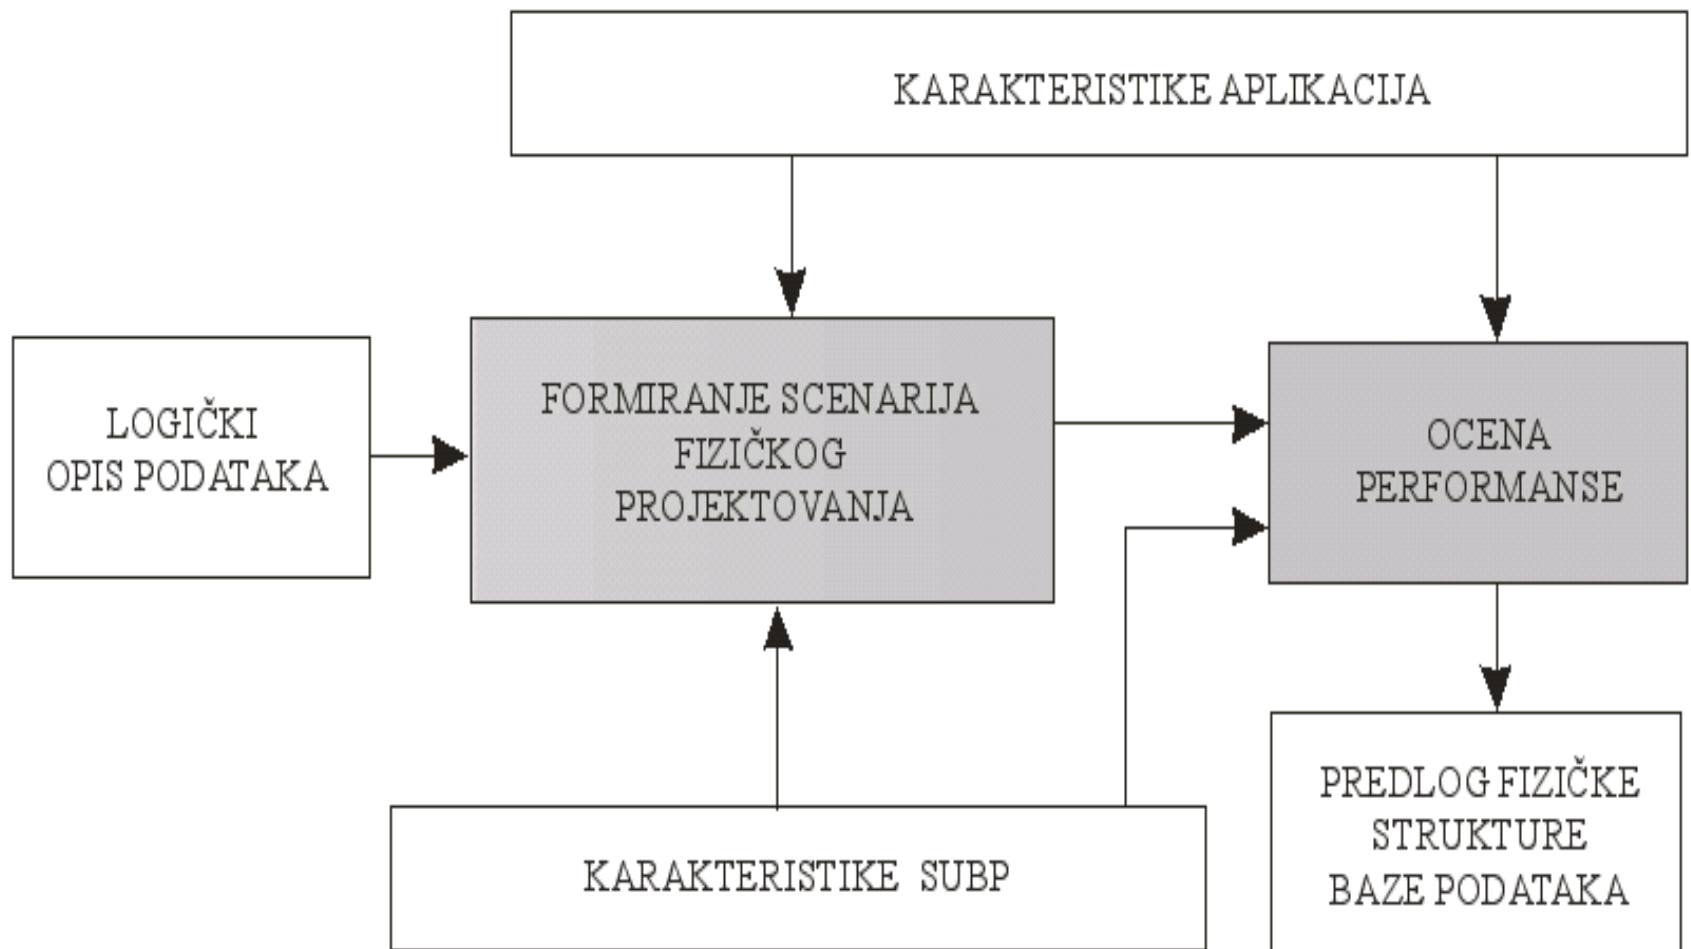 KARAKTERISTIKE APLIKACIJA
LOGIČKI
OPIS PODATAKA
FORMIRANJE SCENARIJA
FIZIČKOG
PROJEKTOVANJA
OCENA
PERFORMANSE
KARAKTERISTIKE SUBP
PREDLOG FIZIČKE
STRUKTURE
BAZE PODATAKA